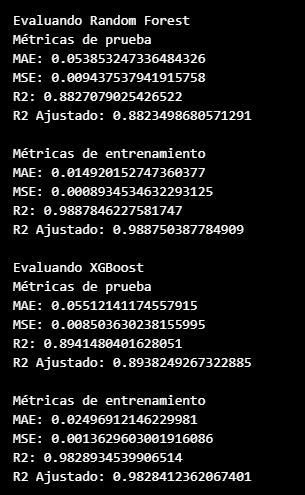 Evaluando Random Forest
Métricas de prueba
MAE: 0.053853247336484326
MSE: 0.009437537941915758
R2: 0.8827079025426522
R2 Ajustado: 0.8823498680571291
Métricas de entrenamiento
MAE: 0.014920152747360377
MSE: 0.0008934534632293125
R2: 0.9887846227581747
R2 Ajustado: 0.988750387784909
Evaluando XGBoost
Métricas de prueba
MAE: 0.05512141174557915
MSE: 0.008503630238155995
R2: 0.8941480401628051
R2 Ajustado: 0.8938249267322885
Métricas de entrenamiento
MAE: 0.02496912146229981
MSE: 0.0013629603001916086
R2: 0.9828934539906514
R2 Ajustado: 0.9828412362067401